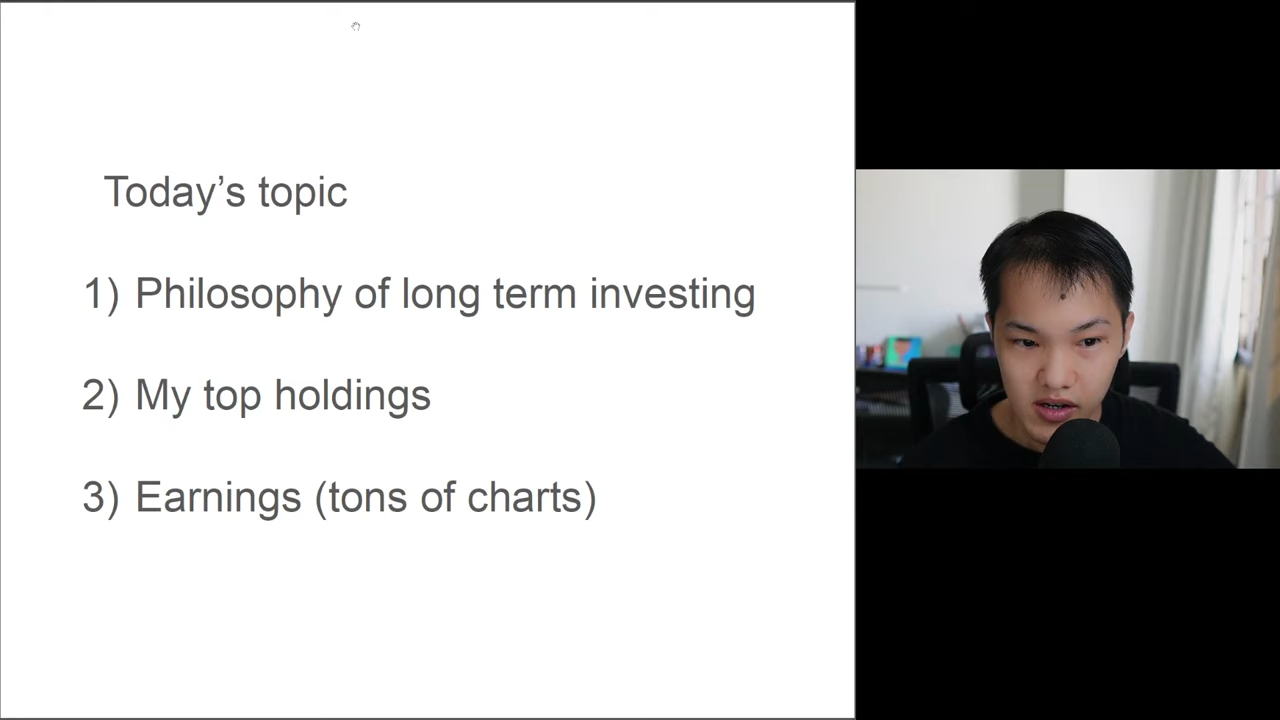 Today’s topic
1) Philosophy of long term investing
2) My top holdings
3) Earnings (tons of charts)